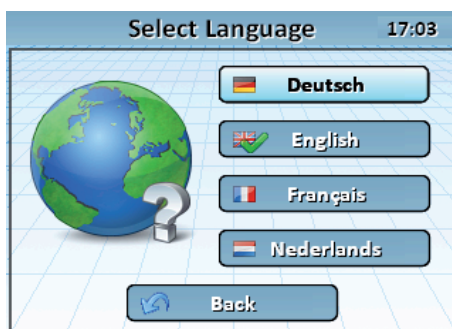 Select Language 17:03
Deutsch
English
Français
Nederlands
Back